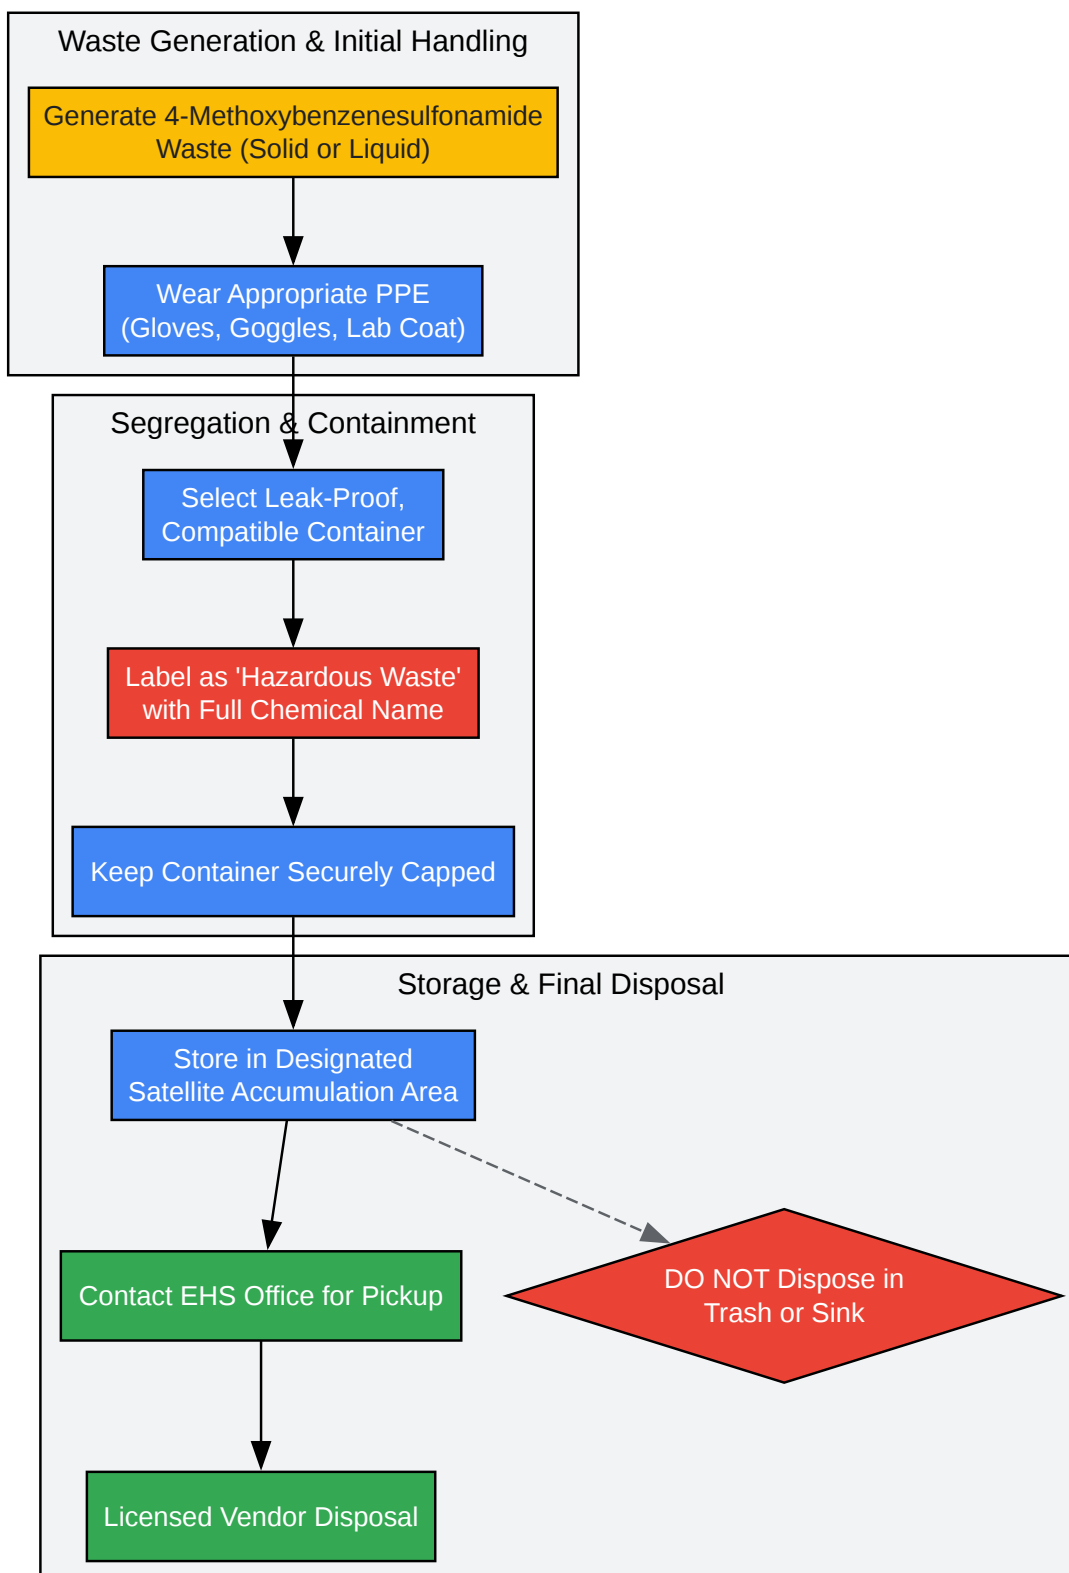 Waste Generation & Initial Handling
Generate 4-Methoxybenzenesulfonamide
Waste (Solid or Liquid)
Wear Appropriate PPE
(Gloves, Goggles, Lab Coat)
Segregation & Containment
Select Leak-Proof,
Compatible Container
Label as 'Hazardous Waste'
with Full Chemical Name
Keep Container Securely Capped
Storage & Final Disposal
Store in Designated
Satellite Accumulation Area
Contact EHS Office for Pickup
DO NOT Dispose in
Trash or Sink
Licensed Vendor Disposal